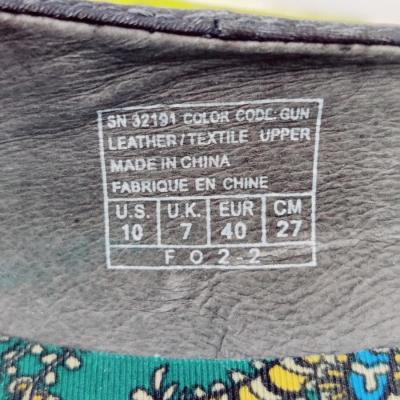 SN 32191 COLOR CODE: GUN
LEATHER/TEXTILE UPPER
MADE IN CHINA
FABRIQUE EN CHINE
U.S. U.K. EUR CM
10 7 40 27
F O 2 - 2